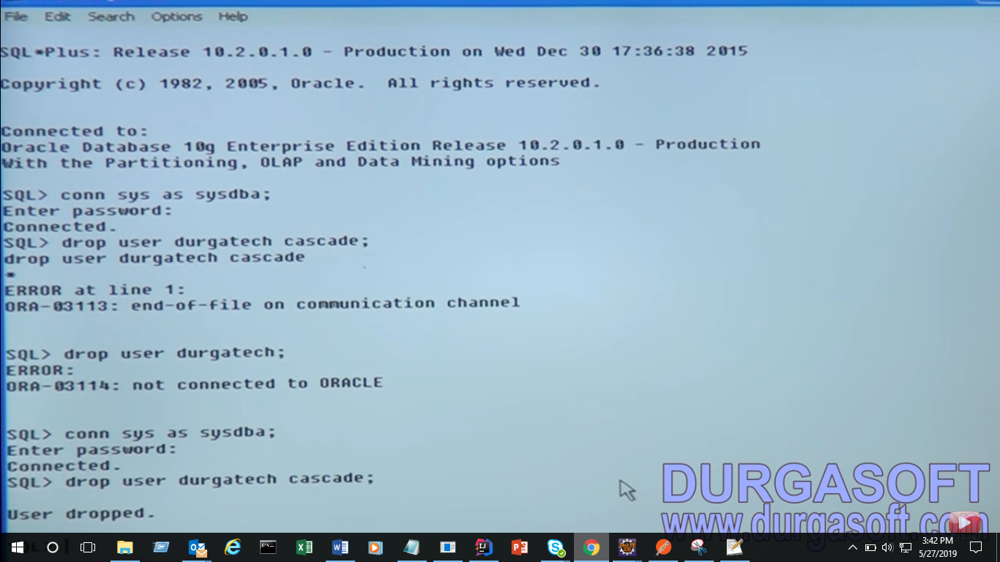 File Edit Search Options Help
SQL*Plus: Release 10.2.0.1.0 - Production on Wed Dec 30 17:36:38 2015
Copyright (c) 1982, 2005, Oracle. All rights reserved.
Connected to:
Oracle Database 10g Enterprise Edition Release 10.2.0.1.0 - Production
With the Partitioning, OLAP and Data Mining options
SQL> conn sys as sysdba;
Enter password:
Connected.
SQL> drop user durgatech cascade;
drop user durgatech cascade
*
ERROR at line 1:
ORA-03113: end-of-file on communication channel
SQL> drop user durgatech;
ERROR:
ORA-03114: not connected to ORACLE
SQL> conn sys as sysdba;
Enter password:
Connected.
SQL> drop user durgatech cascade;
User dropped.
DURGASOFT
www.durgasoft.com
3:42 PM
5/27/2019